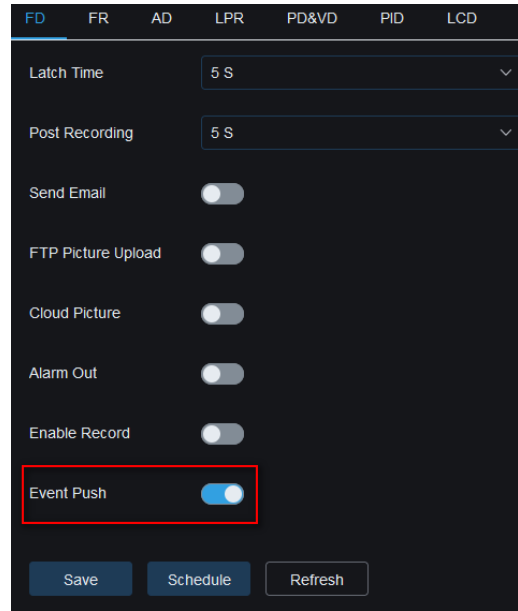 FD FR AD LPR PD&VD PID LCD
Latch Time 5 S
Post Recording 5 S
Send Email
FTP Picture Upload
Cloud Picture
Alarm Out
Enable Record
Event Push
Save Schedule Refresh